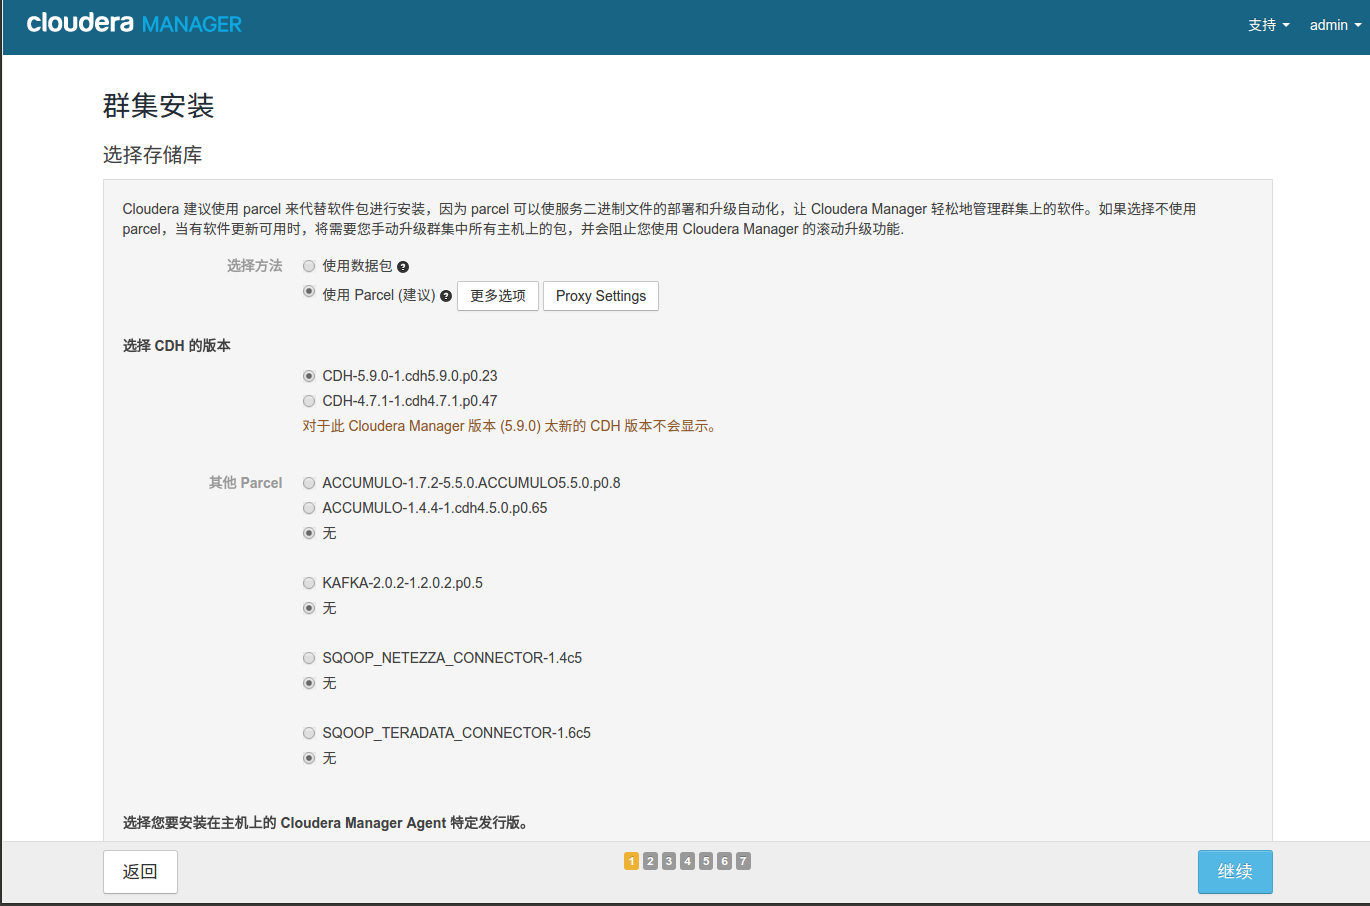 cloudera MANAGER
支持 admin
群集安装
选择存储库
Cloudera 建议使用 parcel 来代替软件包进行安装，因为 parcel 可以使服务二进制文件的部署和升级自动化，让 Cloudera Manager 轻松地管理群集上的软件。如果选择不使用
parcel，当有软件更新可用时，将需要您手动升级群集中所有主机上的包，并会阻止您使用 Cloudera Manager 的滚动升级功能.
选择方法 使用数据包 ?
使用 Parcel (建议) ? 更多选项 Proxy Settings
选择 CDH 的版本
CDH-5.9.0-1.cdh5.9.0.p0.23
CDH-4.7.1-1.cdh4.7.1.p0.47
对于此 Cloudera Manager 版本 (5.9.0) 太新的 CDH 版本不会显示。
其他 Parcel ACCUMULO-1.7.2-5.5.0.ACCUMULO5.5.0.p0.8
ACCUMULO-1.4.4-1.cdh4.5.0.p0.65
无
KAFKA-2.0.2-1.2.0.2.p0.5
无
SQOOP_NETEZZA_CONNECTOR-1.4c5
无
SQOOP_TERADATA_CONNECTOR-1.6c5
无
选择您要安装在主机上的 Cloudera Manager Agent 特定发行版。
返回 1 2 3 4 5 6 7 继续